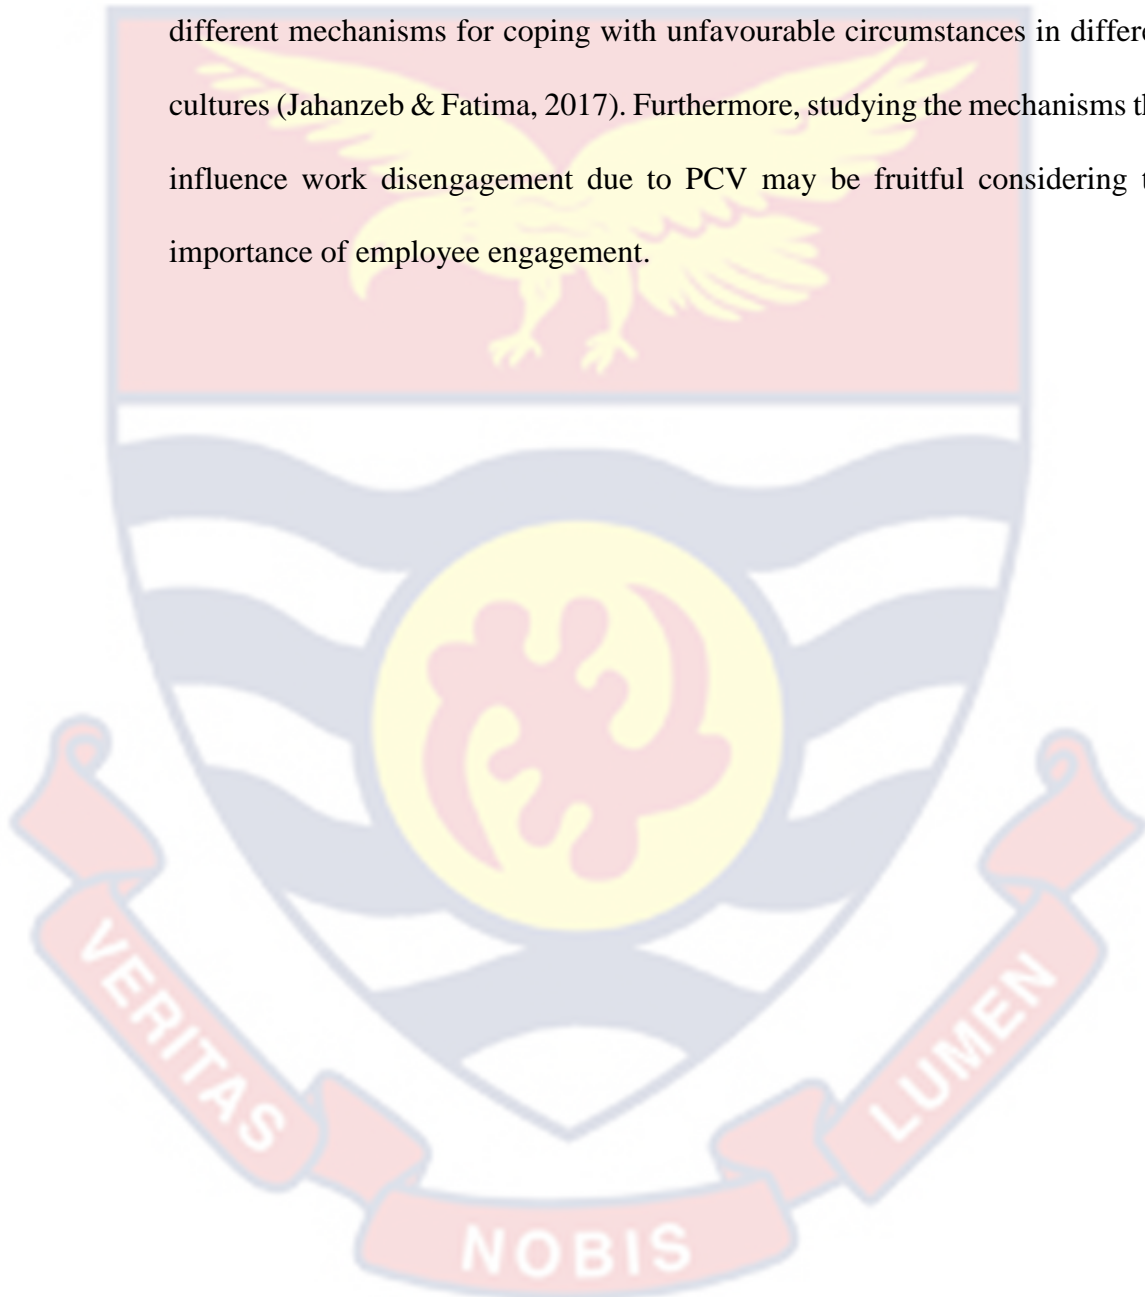 different mechanisms for coping with unfavourable circumstances in differe
cultures (Jahanzeb & Fatima, 2017). Furthermore, studying the mechanisms th
influence work disengagement due to PCV may be fruitful considering t
importance of employee engagement.
VERITAS
NOBIS
LUMEN